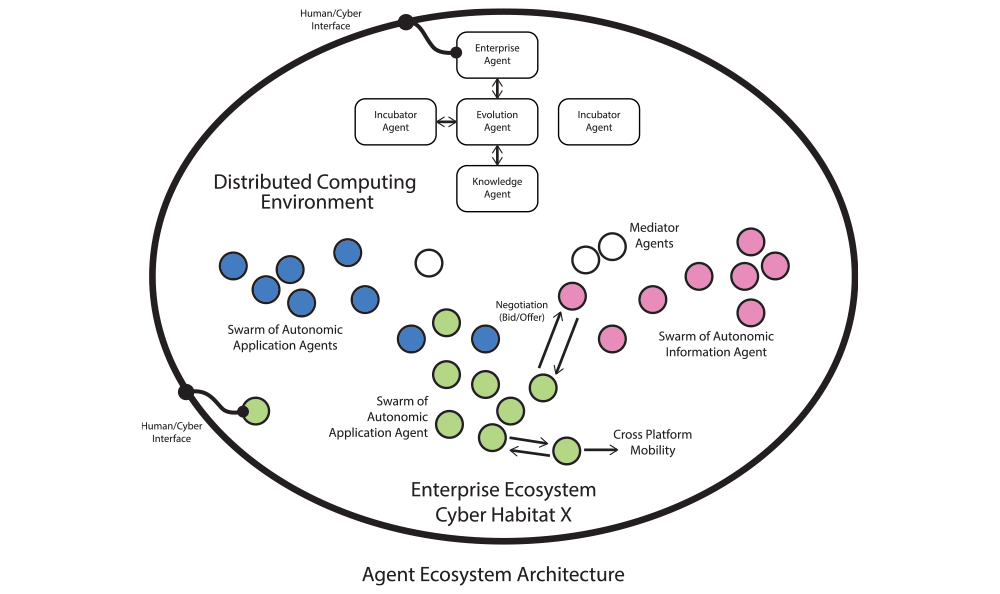 Human/Cyber
Interface
Enterprise
Agent
Incubator
Agent
Evolution
Agent
Incubator
Agent
Knowledge
Agent
Distributed Computing
Environment
Mediator
Agents
Negotiation
(Bid/Offer)
Swarm of Autonomic
Application Agents
Swarm of Autonomic
Information Agent
Swarm of
Autonomic
Application Agent
Human/Cyber
Interface
Cross Platform
Mobility
Enterprise Ecosystem
Cyber Habitat X
Agent Ecosystem Architecture